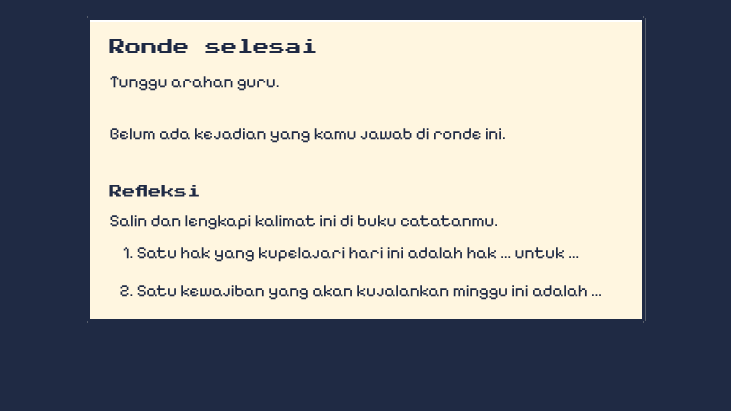 Ronde selesai
Tunggu arahan guru.
Belum ada kejadian yang kamu jawab di ronde ini.
Refleksi
Salin dan lengkapi kalimat ini di buku catatanmu.
1. Satu hak yang kupelajari hari ini adalah hak ... untuk ...
2. Satu kewajiban yang akan kujalankan minggu ini adalah ...